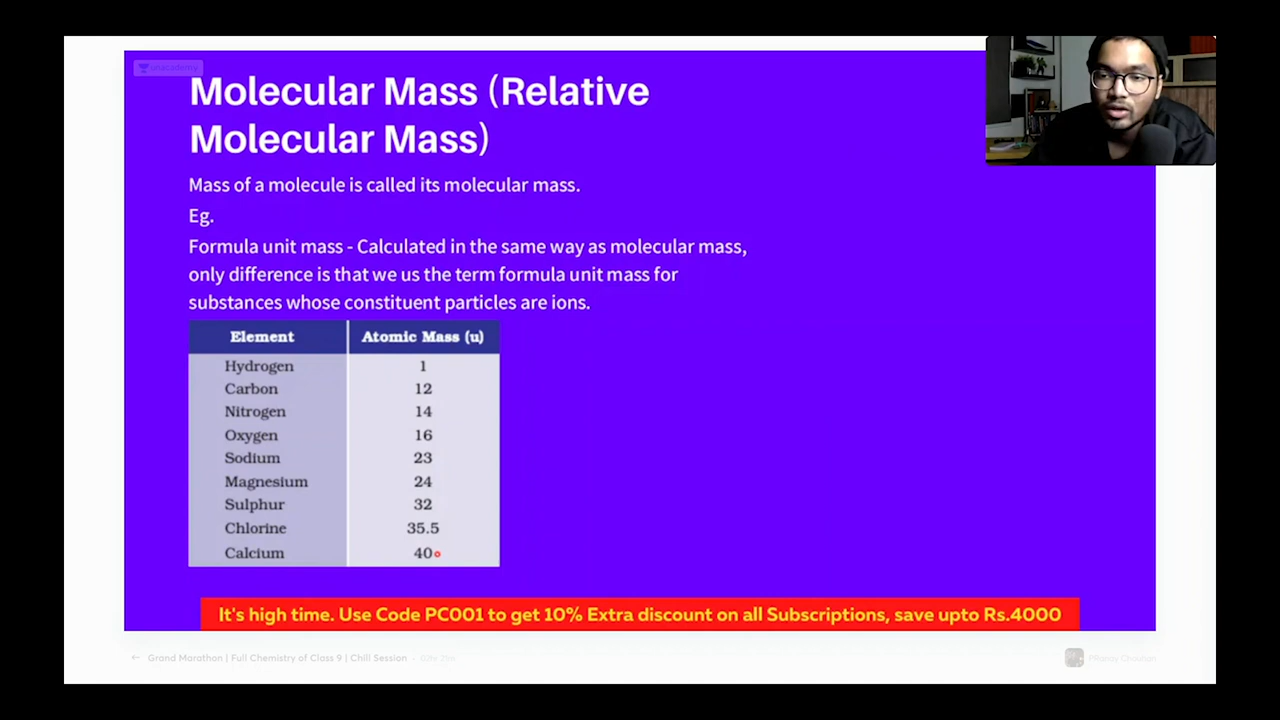 unacademy
Molecular Mass (Relative
Molecular Mass)
Mass of a molecule is called its molecular mass.
Eg.
Formula unit mass - Calculated in the same way as molecular mass,
only difference is that we us the term formula unit mass for
substances whose constituent particles are ions.
Element Atomic Mass (u)
Hydrogen 1
Carbon 12
Nitrogen 14
Oxygen 16
Sodium 23
Magnesium 24
Sulphur 32
Chlorine 35.5
Calcium 40
It's high time. Use Code PC001 to get 10% Extra discount on all Subscriptions, save upto Rs.4000
Grand Marathon | Full Chemistry of Class 9 | Chill Session